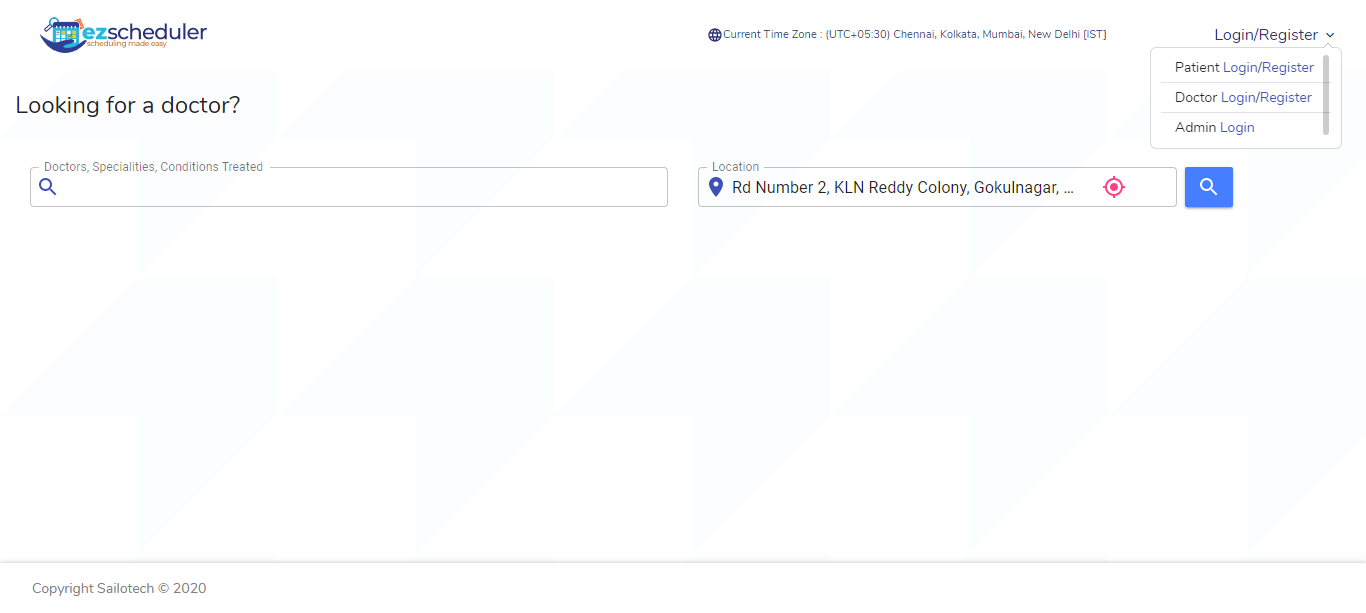 ezscheduler
scheduling made easy
Current Time Zone : (UTC+05:30) Chennai, Kolkata, Mumbai, New Delhi [IST]
Login/Register
Patient Login/Register
Doctor Login/Register
Admin Login
Looking for a doctor?
Doctors, Specialities, Conditions Treated
Location
Rd Number 2, KLN Reddy Colony, Gokulnagar, ...
Copyright Sailotech © 2020